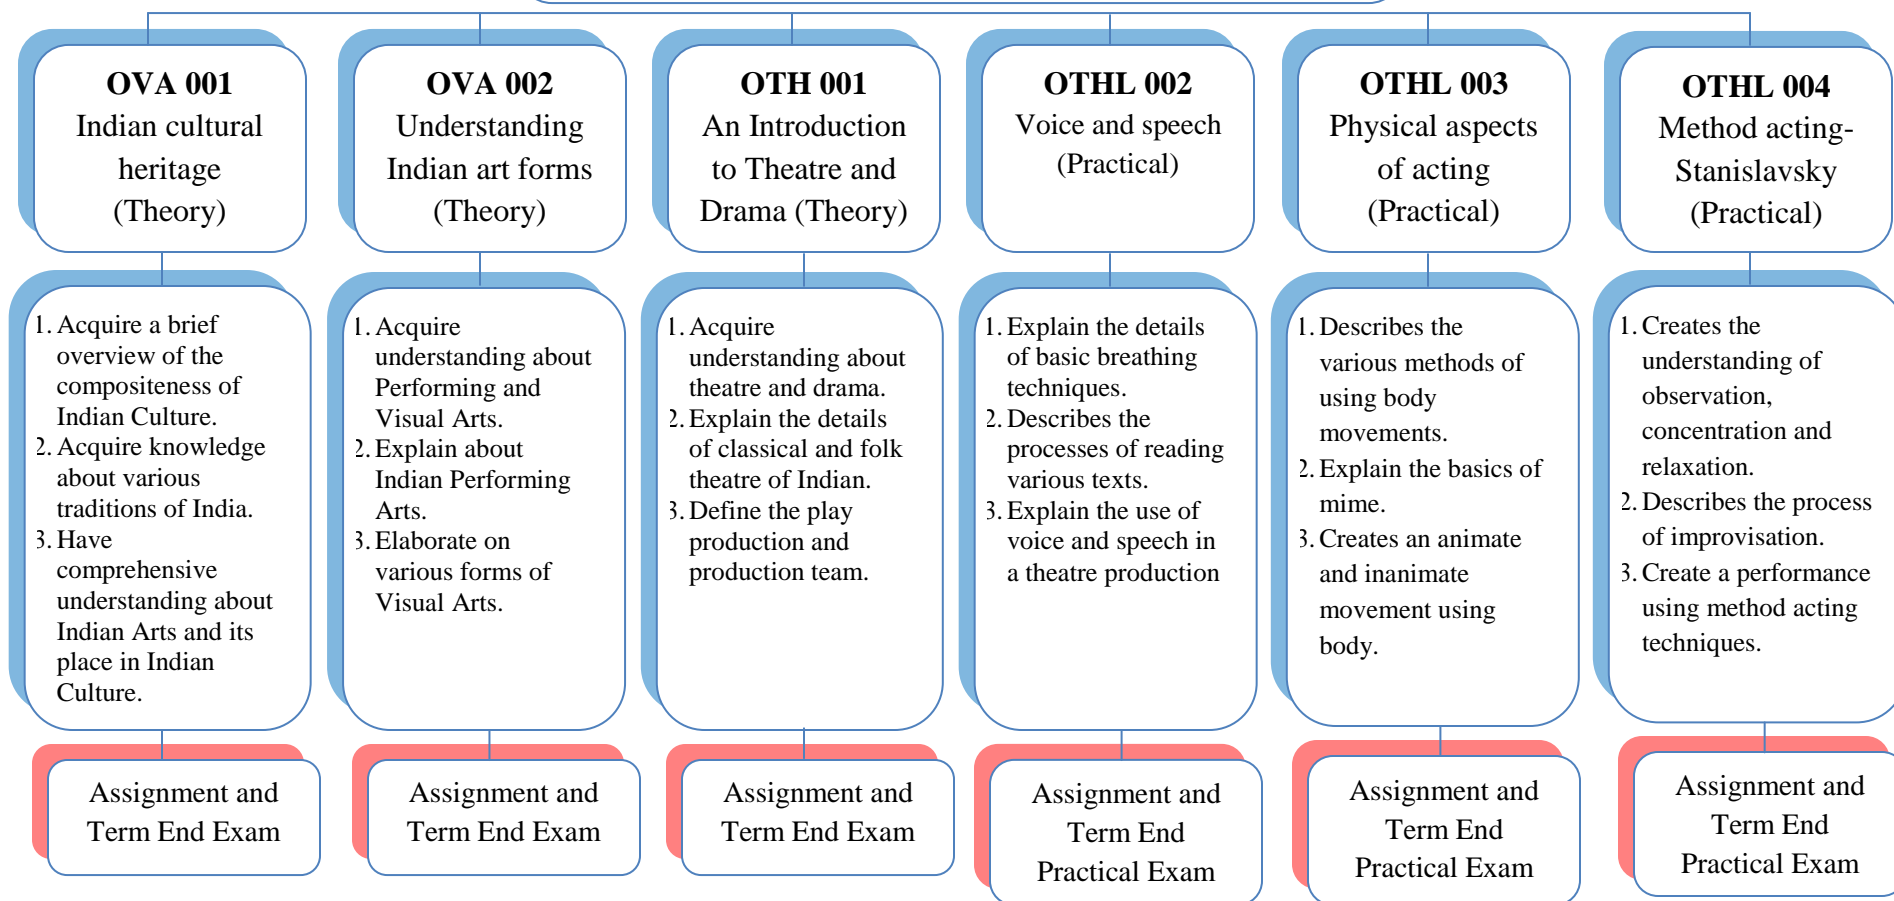 OVA 001
Indian cultural
heritage
(Theory)
OVA 002
Understanding
Indian art forms
(Theory)
OTH 001
An Introduction
to Theatre and
Drama (Theory)
OTHL 002
Voice and speech
(Practical)
OTHL 003
Physical aspects
of acting
(Practical)
OTHL 004
Method acting-
Stanislavsky
(Practical)
1. Acquire a brief
overview of the
compositeness of
Indian Culture.
2. Acquire knowledge
about various
traditions of India.
3. Have
comprehensive
understanding about
Indian Arts and its
place in Indian
Culture.
1. Acquire
understanding about
Performing and
Visual Arts.
2. Explain about
Indian Performing
Arts.
3. Elaborate on
various forms of
Visual Arts.
1. Acquire
understanding about
theatre and drama.
2. Explain the details
of classical and folk
theatre of Indian.
3. Define the play
production and
production team.
1. Explain the details
of basic breathing
techniques.
2. Describes the
processes of reading
various texts.
3. Explain the use of
voice and speech in
a theatre production
1. Describes the
various methods of
using body
movements.
2. Explain the basics of
mime.
3. Creates an animate
and inanimate
movement using
body.
1. Creates the
understanding of
observation,
concentration and
relaxation.
2. Describes the process
of improvisation.
3. Create a performance
using method acting
techniques.
Assignment and
Term End Exam
Assignment and
Term End Exam
Assignment and
Term End Exam
Assignment and
Term End
Practical Exam
Assignment and
Term End
Practical Exam
Assignment and
Term End
Practical Exam